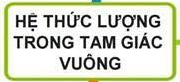 HỆ THỨC LƯỢNG
TRONG TAM GIÁC
VUÔNG